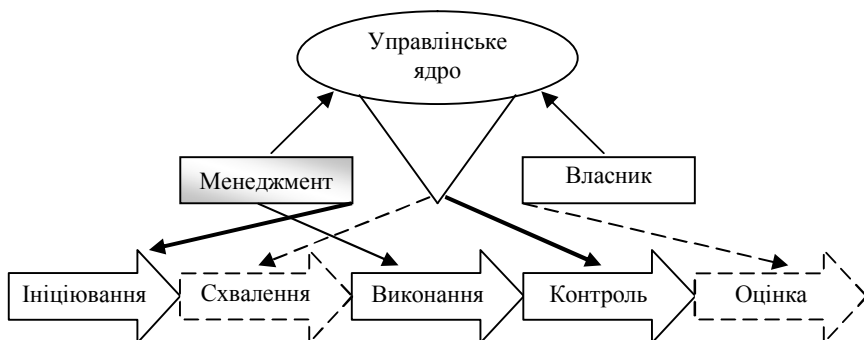 Управлінське
ядро
Менеджмент
Власник
Ініціювання
Схвалення
Виконання
Контроль
Оцінка